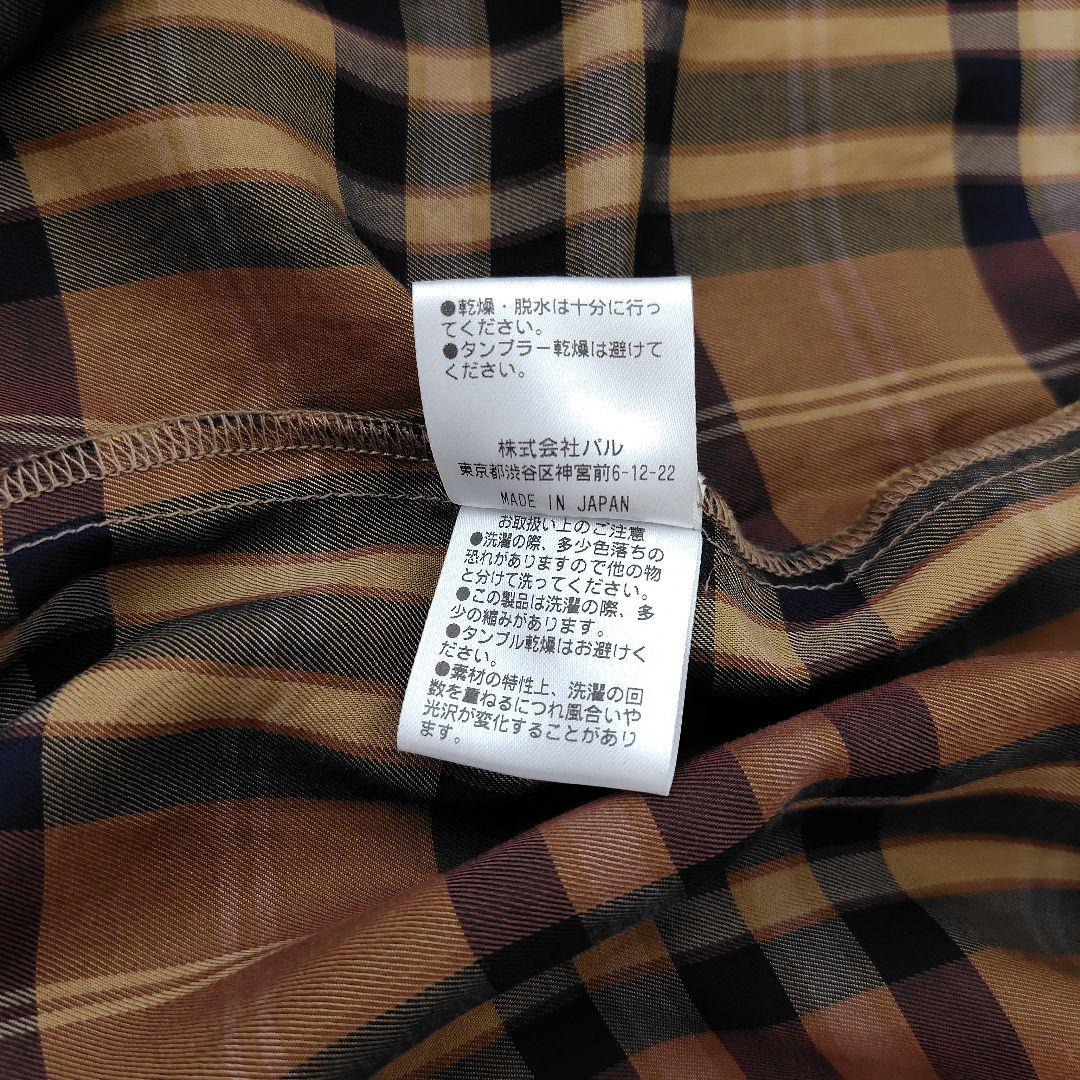 ●乾燥・脱水は十分に行っ
てください。
●タンブラー乾燥は避けて
ください。
株式会社パル
東京都渋谷区神宮前6-12-22
MADE IN JAPAN
お取扱い上のご注意
●洗濯の際、多少色落ちの
恐れがありますので他の物
と分けて洗ってください。
●この製品は洗濯の際、多
少の縮みがあります。
●タンブル乾燥はお避けく
ださい。
●素材の特性上、洗濯の回
数を重ねるにつれ風合いや
光沢が変化することがあり
ます。